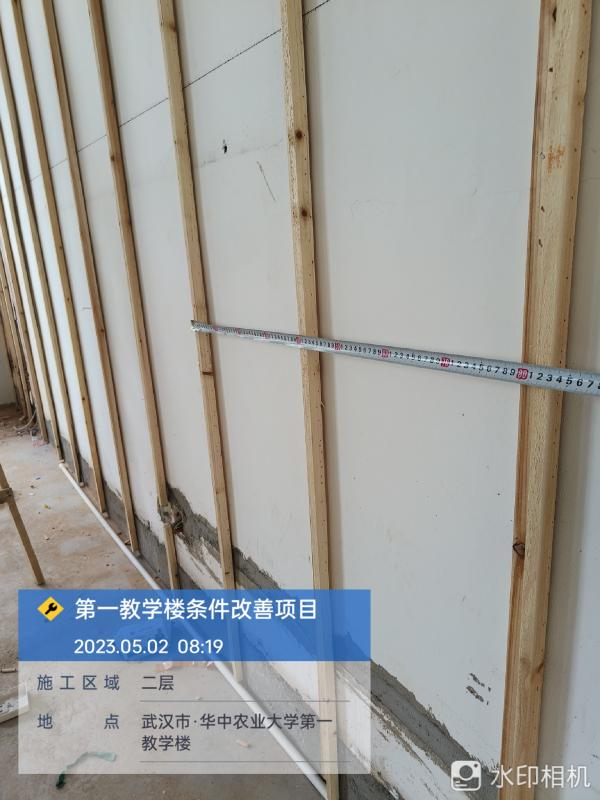 第一教学楼条件改善项目
2023.05.02 08:19
施工区域 二层
地点 武汉市·华中农业大学第一
教学楼
水印相机